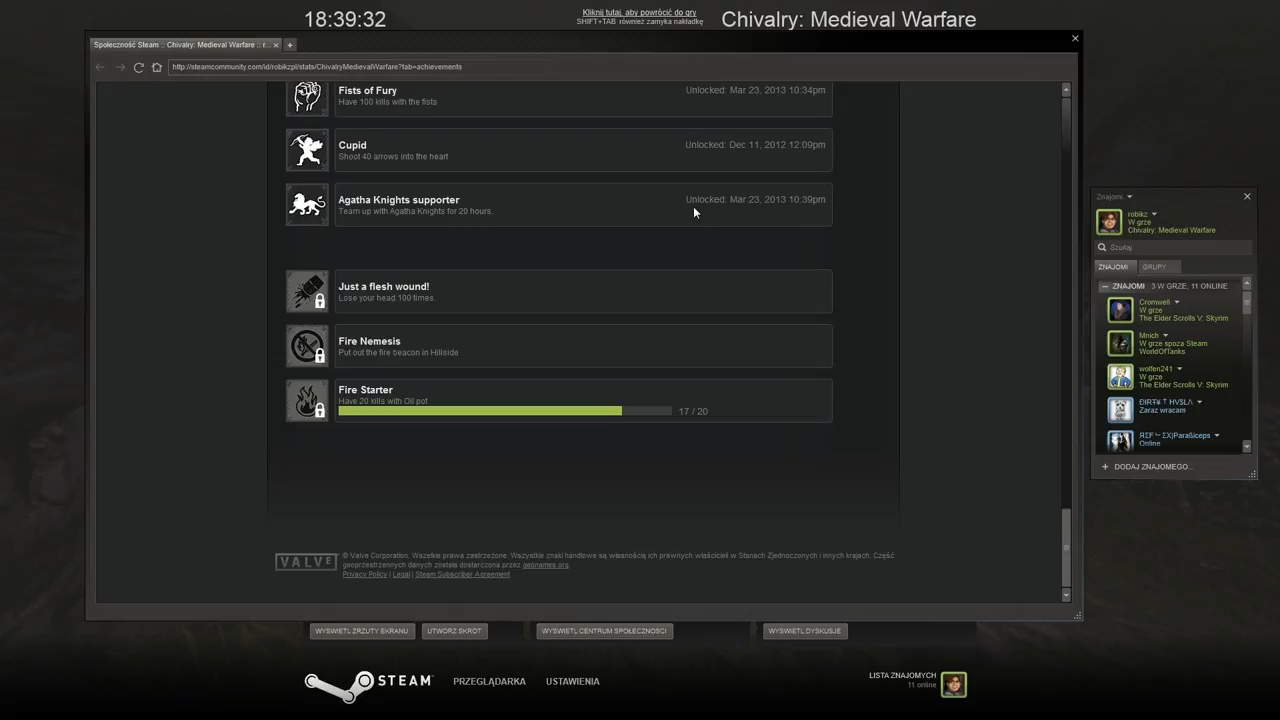 18:39:32
Kliknij tutaj, aby powrócić do gry
SHIFT+TAB również zamyka nakładkę
Chivalry: Medieval Warfare
Społeczność Steam :: Chivalry: Medieval Warfare :: r...
http://steamcommunity.com/id/robikzpl/stats/ChivalryMedievalWarfare?tab=achievements
Fists of Fury
Unlocked: Mar 23, 2013 10:34pm
Have 100 kills with the fists
Cupid
Unlocked: Dec 11, 2012 12:09pm
Shoot 40 arrows into the heart
Agatha Knights supporter
Unlocked: Mar 23, 2013 10:39pm
Team up with Agatha Knights for 20 hours.
Just a flesh wound!
Lose your head 100 times.
Fire Nemesis
Put out the fire beacon in Hillside
Fire Starter
Have 20 kills with Oil pot
17 / 20
VALVE
© Valve Corporation. Wszelkie prawa zastrzeżone. Wszystkie znaki handlowe są własnością ich prawnych właścicieli w Stanach Zjednoczonych i innych krajach. Część
geoprzestrzennych danych została dostarczona przez geonames.org.
Privacy Policy | Legal | Steam Subscriber Agreement
Znajomi
robikz
W grze
Chivalry: Medieval Warfare
Szukaj
ZNAJOMI GRUPY
ZNAJOMI 3 W GRZE, 11 ONLINE
Cromwell
W grze
The Elder Scrolls V: Skyrim
Mnich
W grze spoza Steam
WorldOfTanks
wolfen241
W grze
The Elder Scrolls V: Skyrim
Zaraz wracam
Online
+ DODAJ ZNAJOMEGO...
WYŚWIETL ZRZUTY EKRANU
UTWÓRZ SKRÓT
WYŚWIETL CENTRUM SPOŁECZNOŚCI
WYŚWIETL DYSKUSJE
STEAM
PRZEGLĄDARKA
USTAWIENIA
LISTA ZNAJOMYCH
11 online